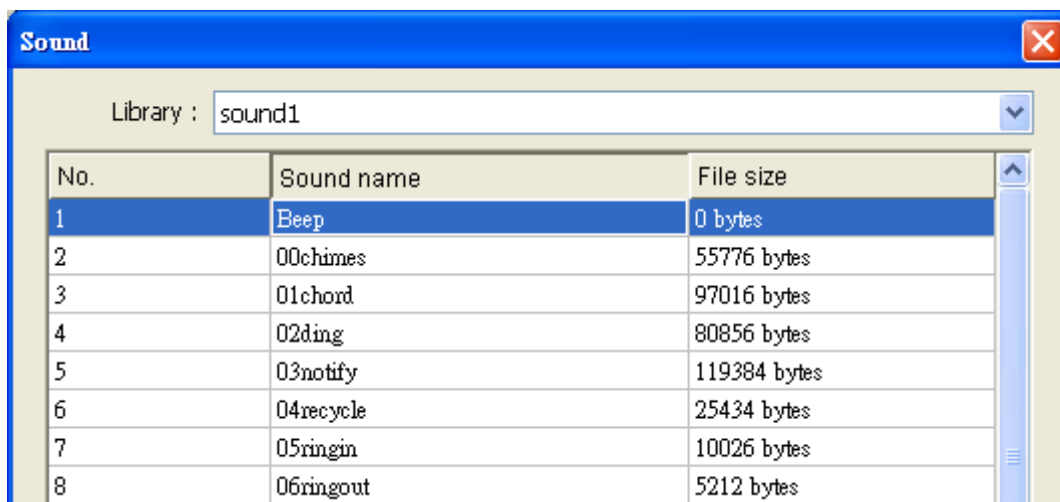 Sound
Library : sound1
No. Sound name File size
1 Beep 0 bytes
2 00chimes 55776 bytes
3 01chord 97016 bytes
4 02ding 80856 bytes
5 03notify 119384 bytes
6 04recycle 25434 bytes
7 05ringin 10026 bytes
8 06ringout 5212 bytes